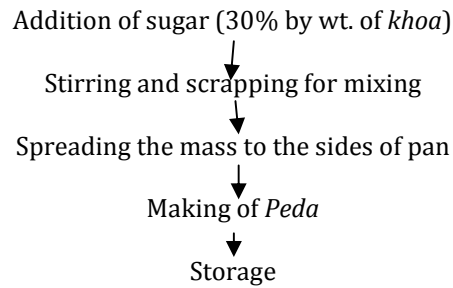 Addition of sugar (30% by wt. of khoa)
Stirring and scrapping for mixing
Spreading the mass to the sides of pan
Making of Peda
Storage